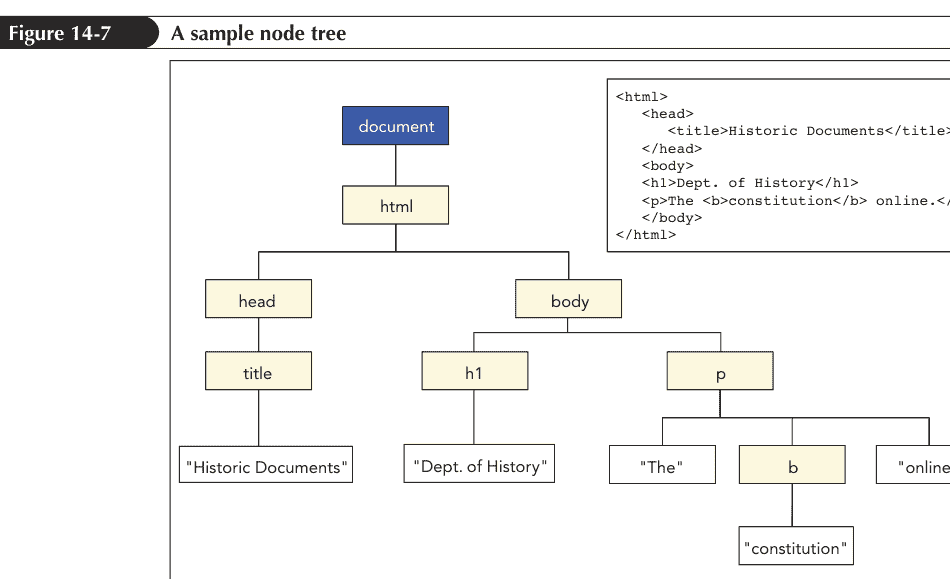 Figure 14-7 A sample node tree
<html>
<head>
<title>Historic Documents</title>
</head>
<body>
<h1>Dept. of History</h1>
<p>The <b>constitution</b> online.</
</body>
</html>
document
html
head body
title h1 p
"Historic Documents" "Dept. of History" "The" b "online
"constitution"